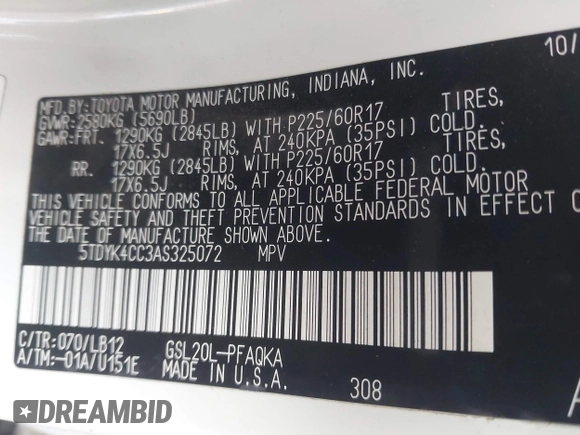 10/
MFD.BY:TOYOTA MOTOR MANUFACTURING, INDIANA, INC.
GVWR:2580KG (5690LB)
GAWR:FRT. 1290KG (2845LB) WITH P225/60R17 TIRES,
17X6.5J RIMS, AT 240KPA (35PSI) COLD.
RR. 1290KG (2845LB) WITH P225/60R17 TIRES,
17X6.5J RIMS, AT 240KPA (35PSI) COLD.
THIS VEHICLE CONFORMS TO ALL APPLICABLE FEDERAL MOTOR
VEHICLE SAFETY AND THEFT PREVENTION STANDARDS IN EFFECT
THE DATE OF MANUFACTURE SHOWN ABOVE.
5TDYK4CC3AS325072 MPV
C/TR:070/LB12 GSL20L-PFAQKA
A/TM:-01A/U151E MADE IN U.S.A.
308
DREAMBID